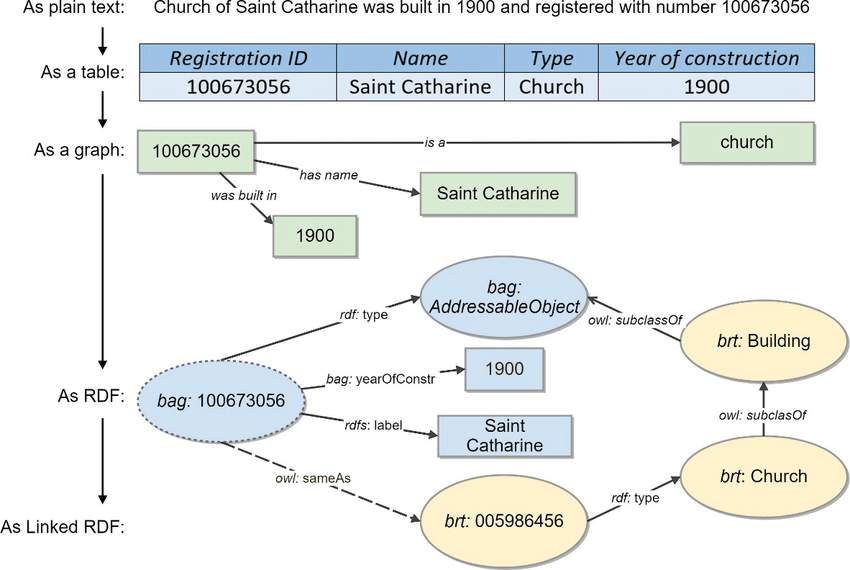 As plain text: Church of Saint Catharine was built in 1900 and registered with number 100673056
As a table:
Registration ID Name Type Year of construction
100673056 Saint Catharine Church 1900
As a graph:
100673056
is a
church
has name
Saint Catharine
was built in
1900
bag:
AddressableObject
rdf: type
owl: subclassOf
brt: Building
As RDF:
bag: 100673056
bag: yearOfConstr
1900
rdfs: label
Saint
Catharine
owl: subclasOf
owl: sameAs
brt: Church
rdf: type
brt: 005986456
As Linked RDF: